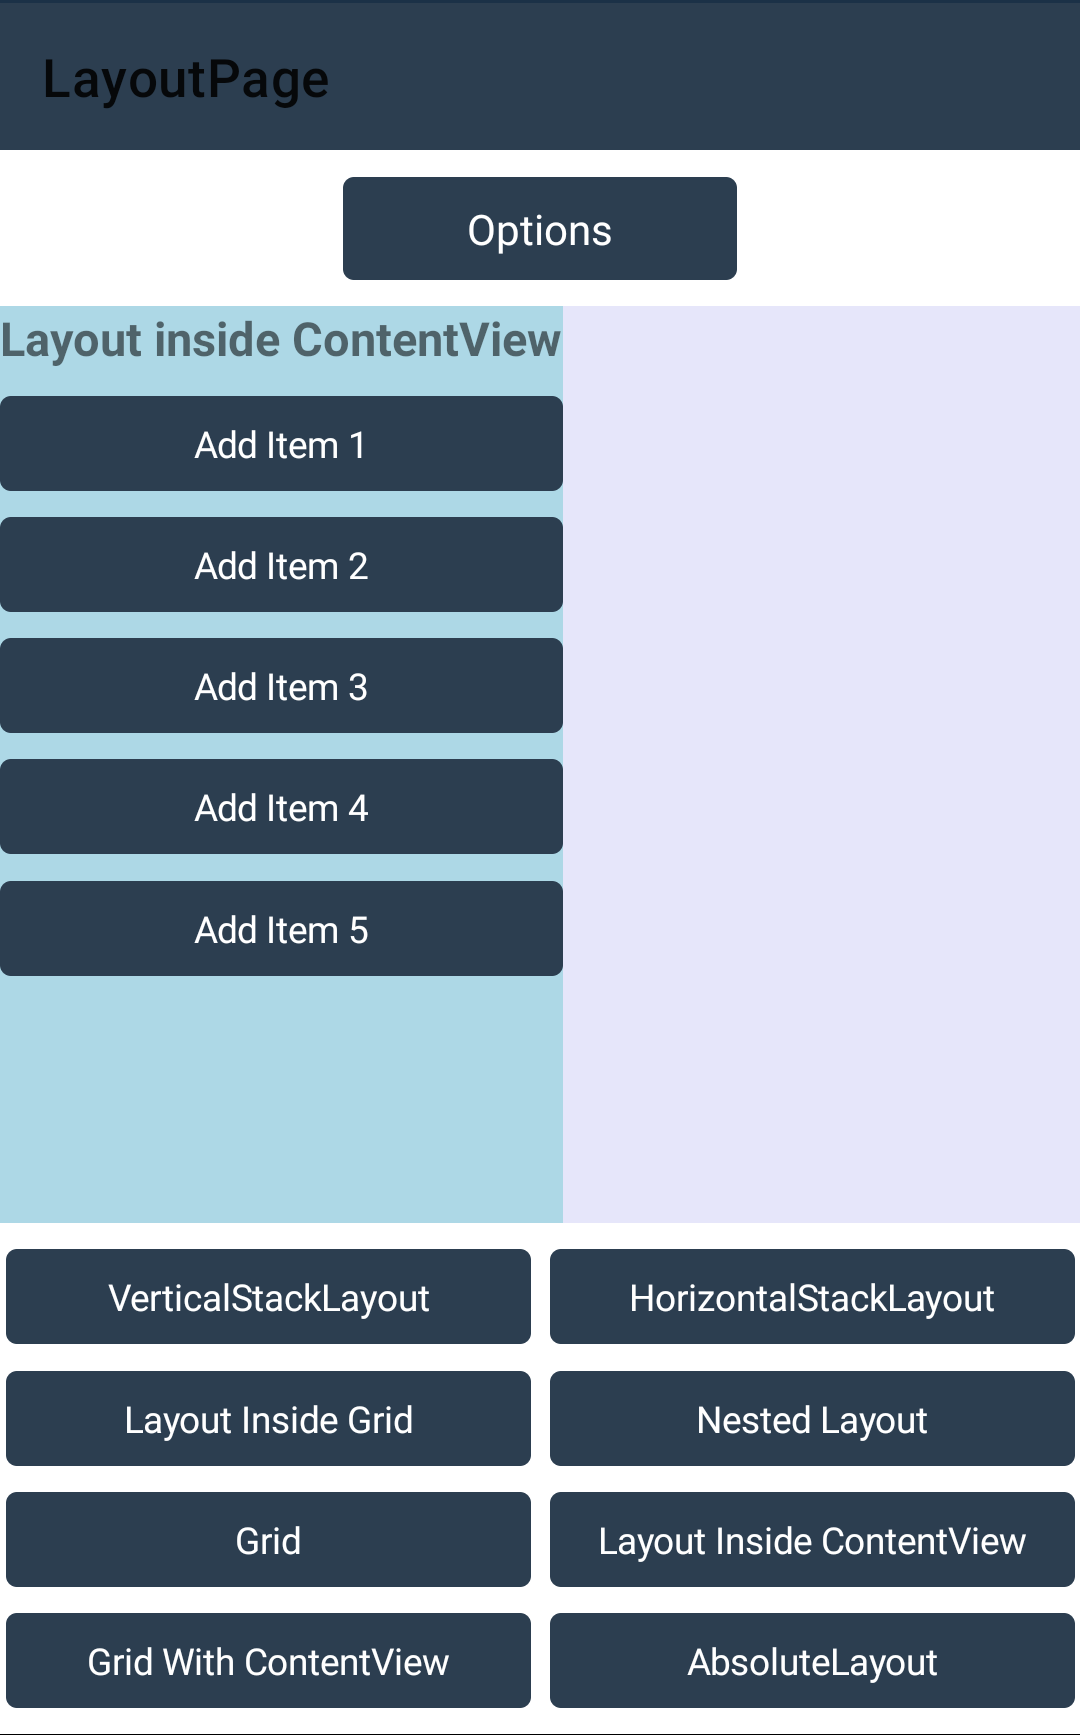 LayoutPage
Options
Layout inside ContentView
Add Item 1
Add Item 2
Add Item 3
Add Item 4
Add Item 5
VerticalStackLayout
HorizontalStackLayout
Layout Inside Grid
Nested Layout
Grid
Layout Inside ContentView
Grid With ContentView
AbsoluteLayout